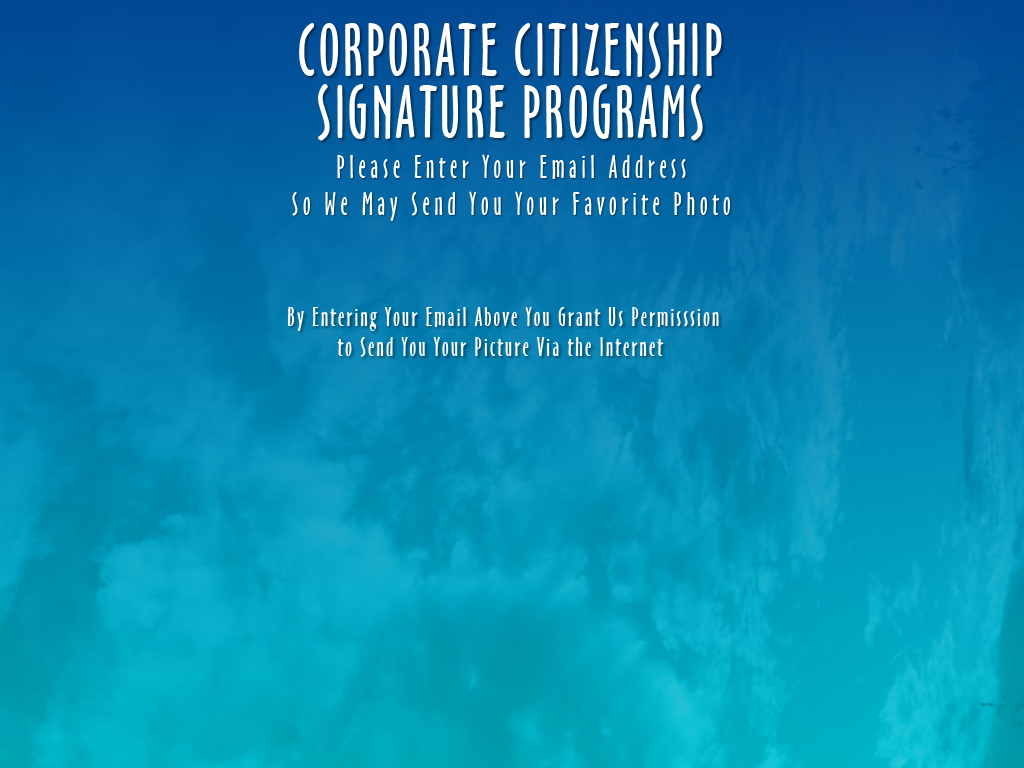 CORPORATE CITIZENSHIP
SIGNATURE PROGRAMS
Please Enter Your Email Address
So We May Send You Your Favorite Photo
By Entering Your Email Above You Grant Us Permisssion
to Send You Your Picture Via the Internet